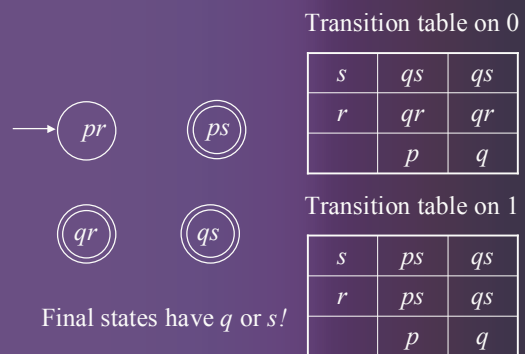 Transition table on 0
s qs qs
r qr qr
p q
pr ps
qr qs
Transition table on 1
s ps qs
r ps qs
p q
Final states have q or s!